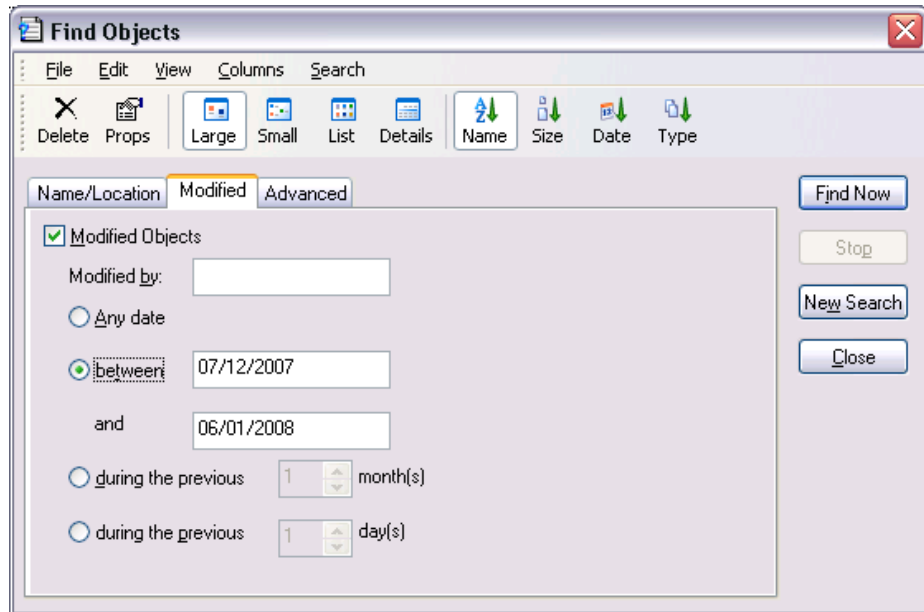 Find Objects
File Edit View Columns Search
Delete Props Large Small List Details Name Size Date Type
Name/Location Modified Advanced
Find Now
Modified Objects
Stop
Modified by:
New Search
Any date
Close
between 07/12/2007
and 06/01/2008
during the previous 1 month(s)
during the previous 1 day(s)